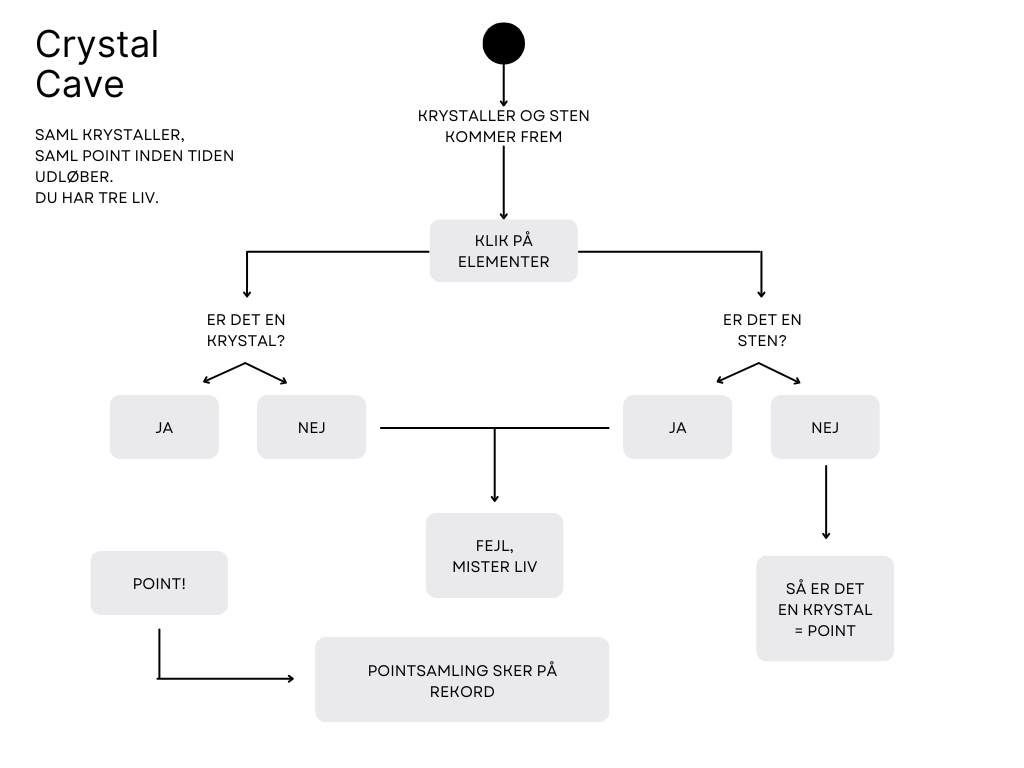 Crystal
Cave
SAML KRYSTALLER,
SAML POINT INDEN TIDEN
UDLØBER.
DU HAR TRE LIV.
KRYSTALLER OG STEN
KOMMER FREM
KLIK PÅ
ELEMENTER
ER DET EN
KRYSTAL?
ER DET EN
STEN?
JA
NEJ
JA
NEJ
FEJL,
MISTER LIV
POINT!
SÅ ER DET
EN KRYSTAL
= POINT
POINTSAMLING SKER PÅ
REKORD